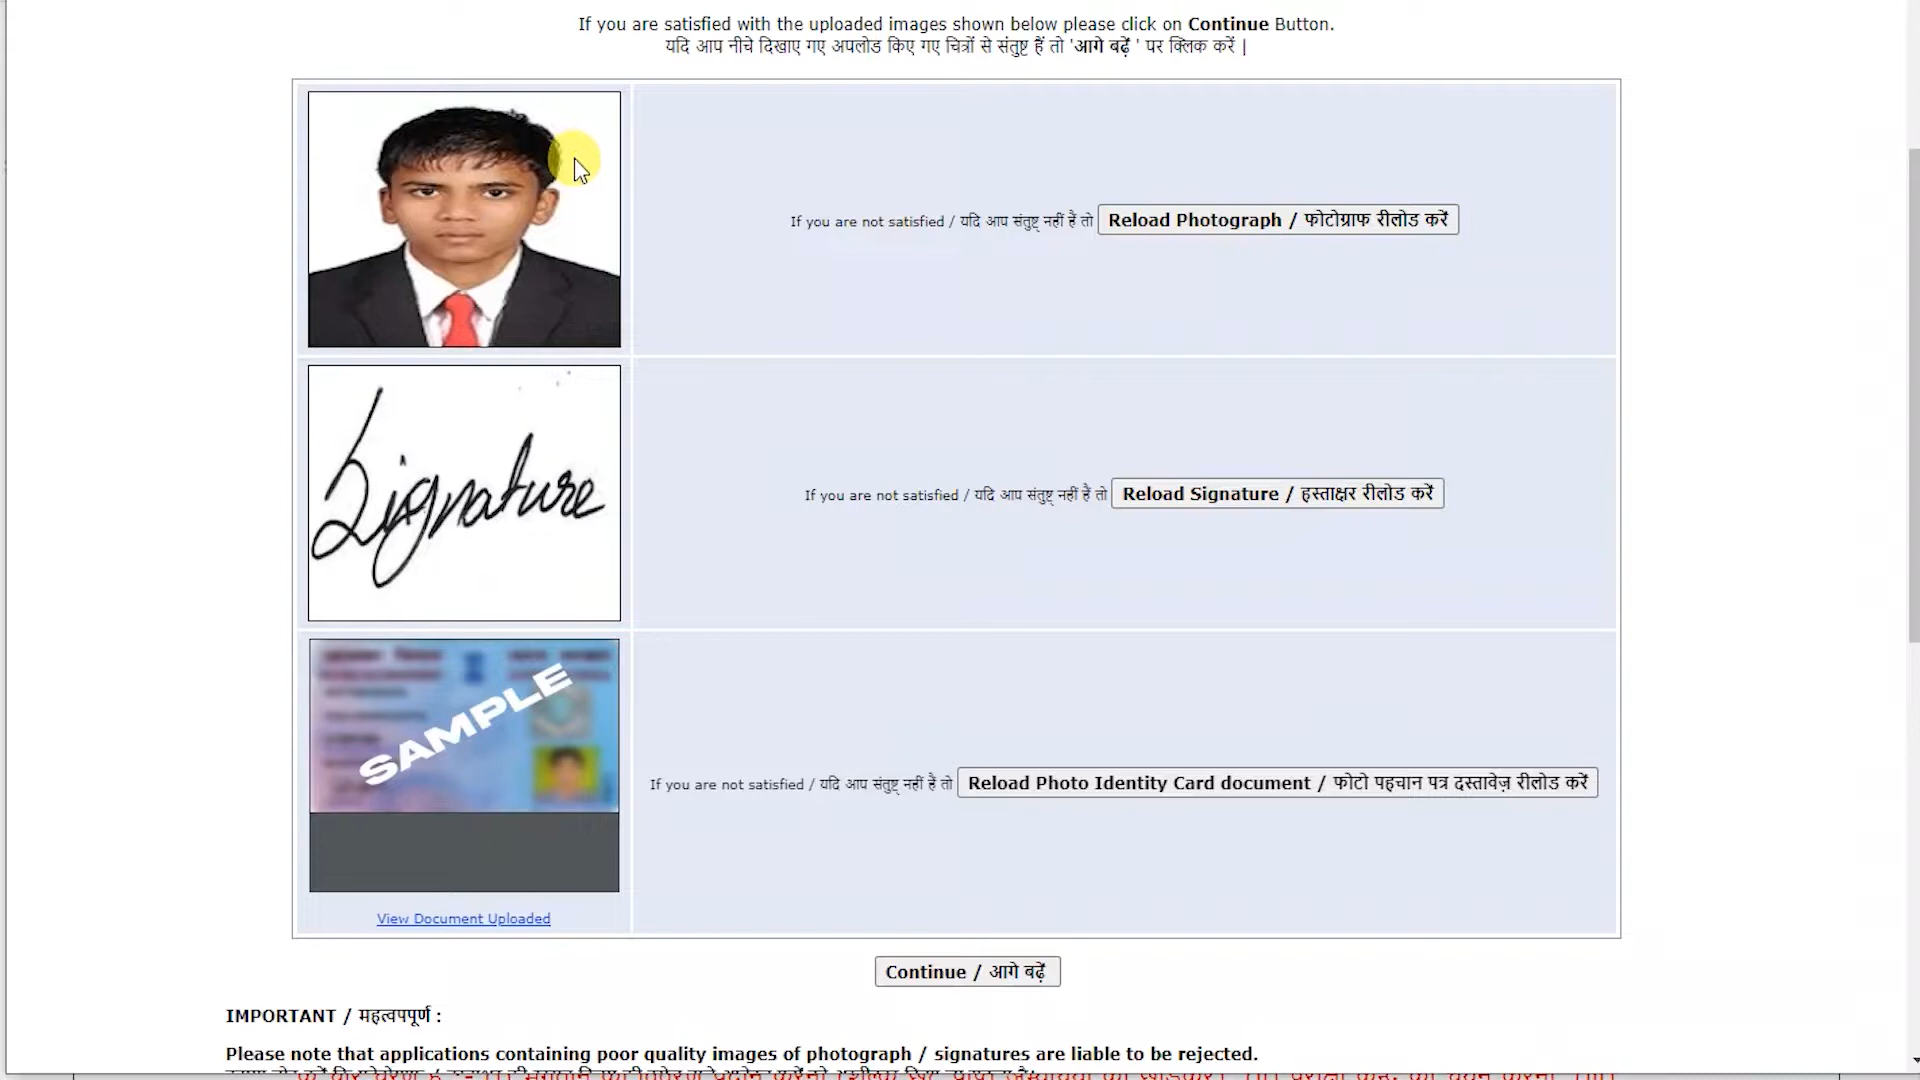 If you are satisfied with the uploaded images shown below please click on Continue Button.
यदि आप नीचे दिखाए गए अपलोड किए गए चित्रों से संतुष्ट हैं तो 'आगे बढ़ें ' पर क्लिक करें |
If you are not satisfied / यदि आप संतुष्ट् नहीं हैं तो Reload Photograph / फोटोग्राफ रीलोड करें
Signature
If you are not satisfied / यदि आप संतुष्ट् नहीं हैं तो Reload Signature / हस्ताक्षर रीलोड करें
SAMPLE
If you are not satisfied / यदि आप संतुष्ट् नहीं हैं तो Reload Photo Identity Card document / फोटो पहचान पत्र दस्तावेज़ रीलोड करें
View Document Uploaded
Continue / आगे बढ़ें
IMPORTANT / महत्वपपूर्ण :
Please note that applications containing poor quality images of photograph / signatures are liable to be rejected.